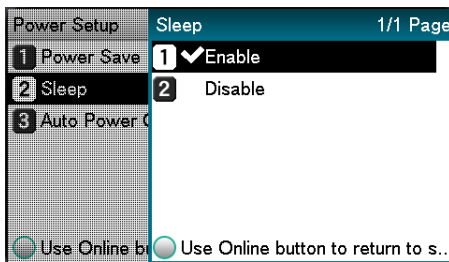 Power Setup
1 Power Save
2 Sleep
3 Auto Power
Use Online
Sleep 1/1 Page
1 Enable
2 Disable
Use Online button to return to s...